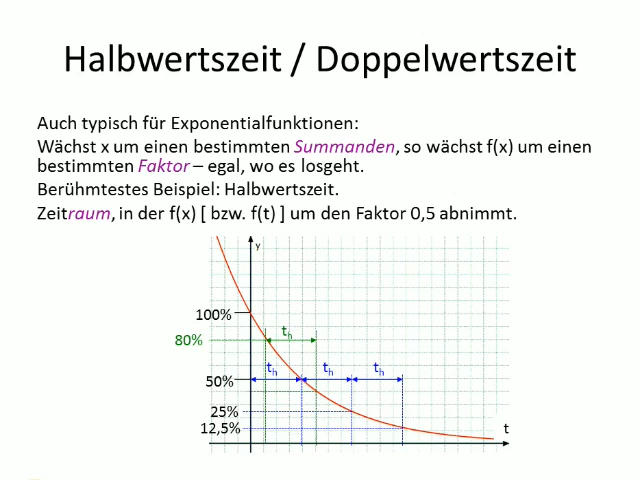 Halbwertszeit / Doppelwertszeit
Auch typisch für Exponentialfunktionen:
Wächst x um einen bestimmten Summanden, so wächst f(x) um einen
bestimmten Faktor – egal, wo es losgeht.
Berühmtestes Beispiel: Halbwertszeit.
Zeitraum, in der f(x) [ bzw. f(t) ] um den Faktor 0,5 abnimmt.
y
100%
80%
th
50%
th
th
th
25%
12,5%
t